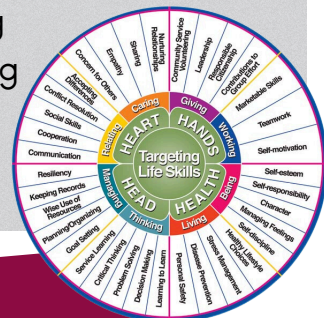 g
ng
Nurturing
Relationships
Sharing
Empathy
Concern for Others
Accepting
Differences
Conflict Resolution
Social Skills
Cooperation
Communication
Resiliency
Keeping Records
Wise Use of
Resources
Planning/Organizing
Goal Setting
Service Learning
Critical Thinking
Problem Solving
Decision Making
Learning to Learn
Community Service
Volunteering
Leadership
Responsible
Citizenship
Contributions to
Group Effort
Marketable Skills
Teamwork
Self-motivation
Self-esteem
Self-responsibility
Character
Managing Feelings
Self-discipline
Healthy Lifestyle
Choices
Stress Management
Disease Prevention
Personal Safety
Relating
Caring
Giving
Working
Being
Living
Thinking
Managing
HEART
HANDS
HEALTH
HEAD
Targeting
Life Skills